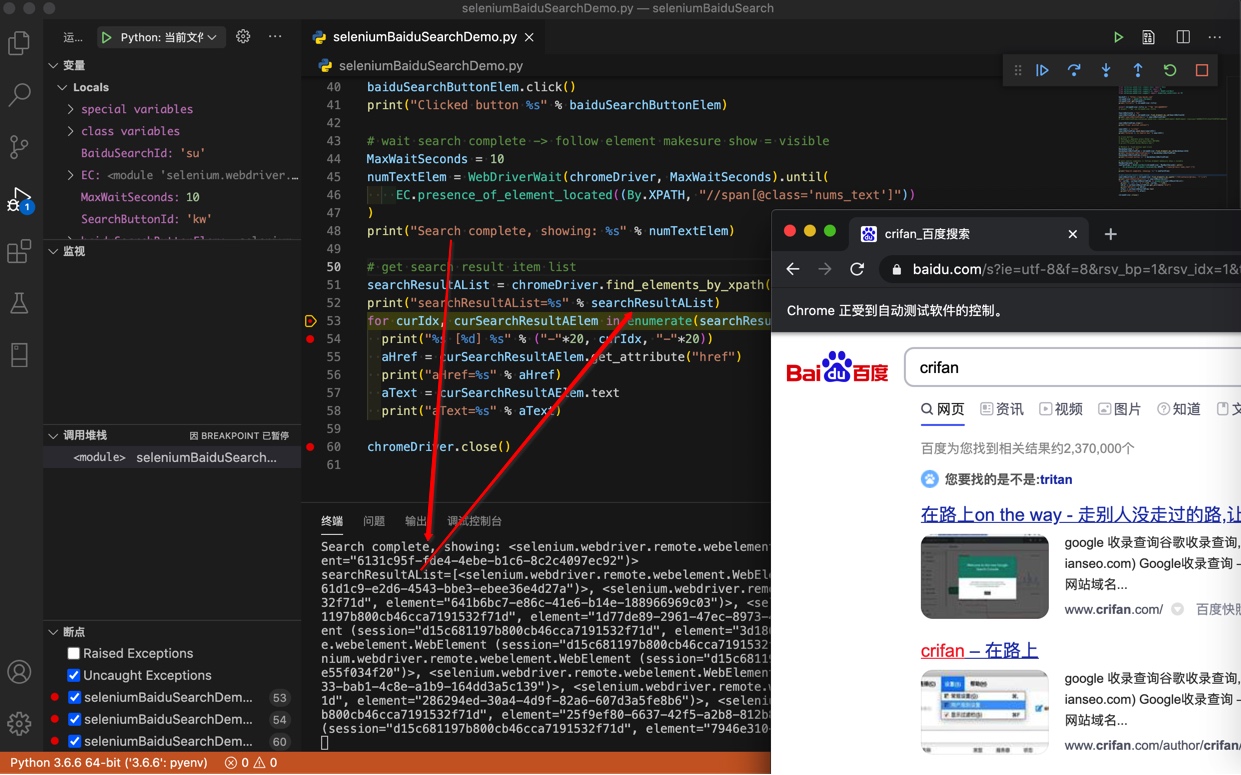 seleniumBaiduSearchDemo.py — seleniumBaiduSearch
运...
Python: 当前文件
变量
Locals
special variables
class variables
BaiduSearchId: 'su'
EC: <module 'selenium.webdriver....
MaxWaitSeconds: 10
SearchButtonId: 'kw'
监视
调用堆栈
因 BREAKPOINT 已暂停
<module> seleniumBaiduSearch...
断点
Raised Exceptions
Uncaught Exceptions
seleniumBaiduSearchDem... 53
seleniumBaiduSearchDem... 54
seleniumBaiduSearchDem... 60
1
Python 3.6.6 64-bit ('3.6.6': pyenv) 0 0
seleniumBaiduSearchDemo.py
seleniumBaiduSearchDemo.py
40 baiduSearchButtonElem.click()
41 print("Clicked button %s" % baiduSearchButtonElem)
42
43 # wait search complete -> follow element makesure show = visible
44 MaxWaitSeconds = 10
45 numTextElem = WebDriverWait(chromeDriver, MaxWaitSeconds).until(
46 EC.presence_of_element_located((By.XPATH, "//span[@class='nums_text']"))
47 )
48 print("Search complete, showing: %s" % numTextElem)
49
50 # get search result item list
51 searchResultAList = chromeDriver.find_elements_by_xpath(
52 print("searchResultAList=%s" % searchResultAList)
53 for curIdx, curSearchResultAElem in enumerate(searchResu
54 print("%s [%d] %s" % ("-"*20, curIdx, "-"*20))
55 aHref = curSearchResultAElem.get_attribute("href")
56 print("aHref=%s" % aHref)
57 aText = curSearchResultAElem.text
58 print("aText=%s" % aText)
59
60 chromeDriver.close()
61
终端 问题 输出 调试控制台
Search complete, showing: <selenium.webdriver.remote.webelement
ent="6131c95f-fde4-4ebe-b1c6-8c2c4097ec92")>
searchResultAList=[<selenium.webdriver.remote.webelement.WebEle
6fc1c9-e2d5-4543-bbe3-ebee36e4d27a")>, <selenium.webdriver.remo
32f71d", element="641b6bc7-e86c-41e6-b14e-188966969c03")>, <se
1197b800cb46cca7191532f71d", element="1d77de89-2961-47ec-8973-
ent (session="d15c681197b800cb46cca7191532f71d", element="3d180
e.webelement.WebElement (session="d15c681197b800cb46cca7191532
nium.webdriver.remote.webelement.WebElement (session="d15c6811
e55f034f20")>, <selenium.webdriver.remote.webelement.WebElement
33-bab1-4c8e-a1b6-164dd3a5c139")>, <selenium.webdriver.remote.w
1d", element="28f294ed-30a4-4aef-82f6-607d3a5fe8b6")>, <seleni
b800cb46cca7191532f71d", element="25f9ef80-6637-42f5-a2b8-812b8
(session="d15c681197b800cb46cca7191532f71d", element="7946e310-
crifan_百度搜索
baidu.com/s?ie=utf-8&f=8&rsv_bp=1&rsv_idx=1&
Chrome 正受到自动测试软件的控制。
Bai du 百度
crifan
网页 资讯 视频 图片 知道 文
百度为您找到相关结果约2,370,000个
您要找的是不是:tritan
在路上on the way - 走别人没走过的路,让
google 收录查询谷歌收录查询,
ianseo.com) Google收录查询 –
网站域名...
www.crifan.com/ 百度快照
crifan – 在路上
google 收录查询谷歌收录查询,
ianseo.com) Google收录查询 –
网站域名...
www.crifan.com/author/crifan/